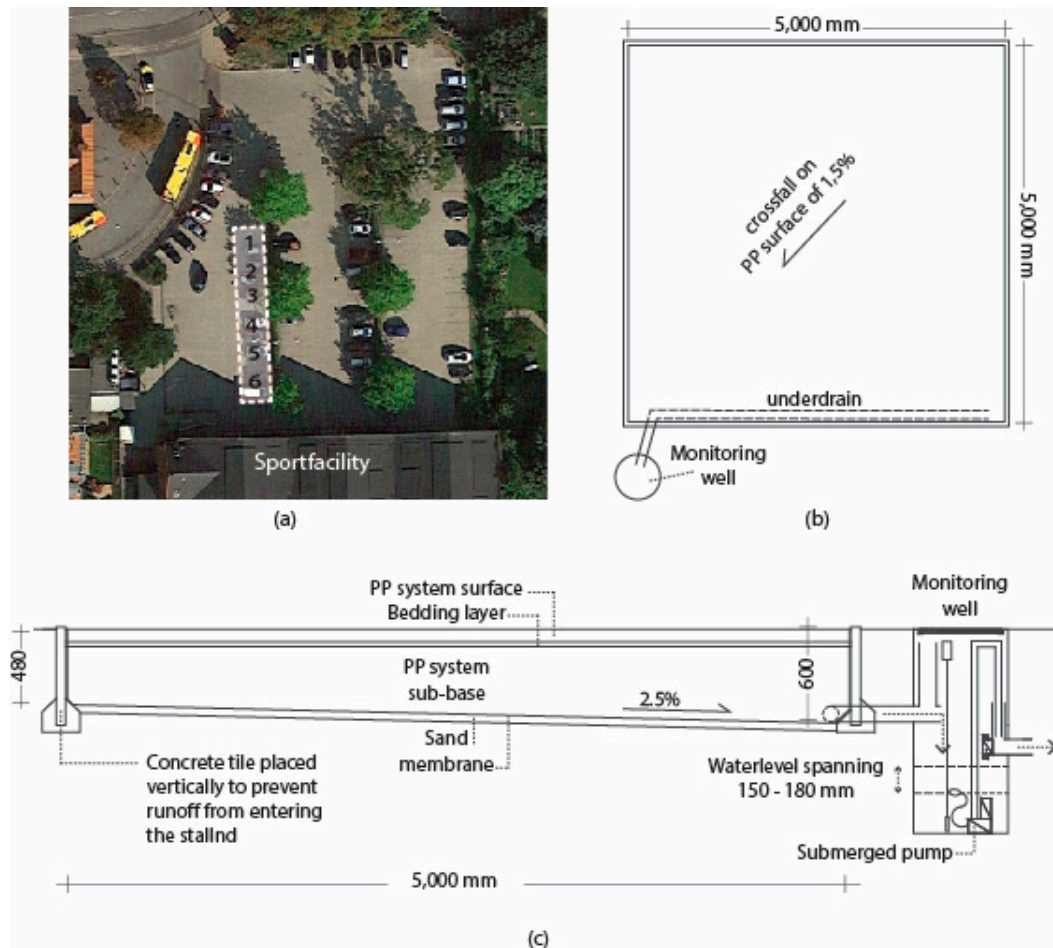 1
2
3
4
5
6
Sportfacility
(a)
5,000 mm
crossfall on
PP surface of 1,5%
5,000 mm
underdrain
Monitoring
well
(b)
PP system surface
Bedding layer
Monitoring
well
480
PP system
sub-base
600
2.5%
Sand
membrane
Concrete tile placed
vertically to prevent
runoff from entering
the stallnd
Waterlevel spanning
150 - 180 mm
Submerged pump
5,000 mm
(c)